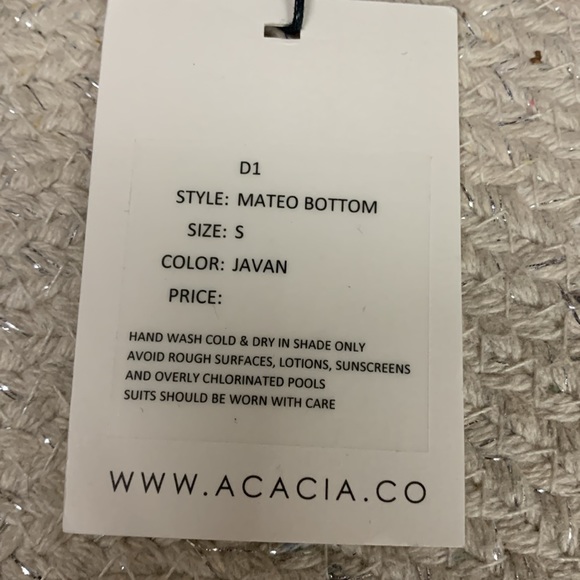 D1
STYLE: MATEO BOTTOM
SIZE: S
COLOR: JAVAN
PRICE:
HAND WASH COLD & DRY IN SHADE ONLY
AVOID ROUGH SURFACES, LOTIONS, SUNSCREENS
AND OVERLY CHLORINATED POOLS
SUITS SHOULD BE WORN WITH CARE
WWW.ACACIA.CO